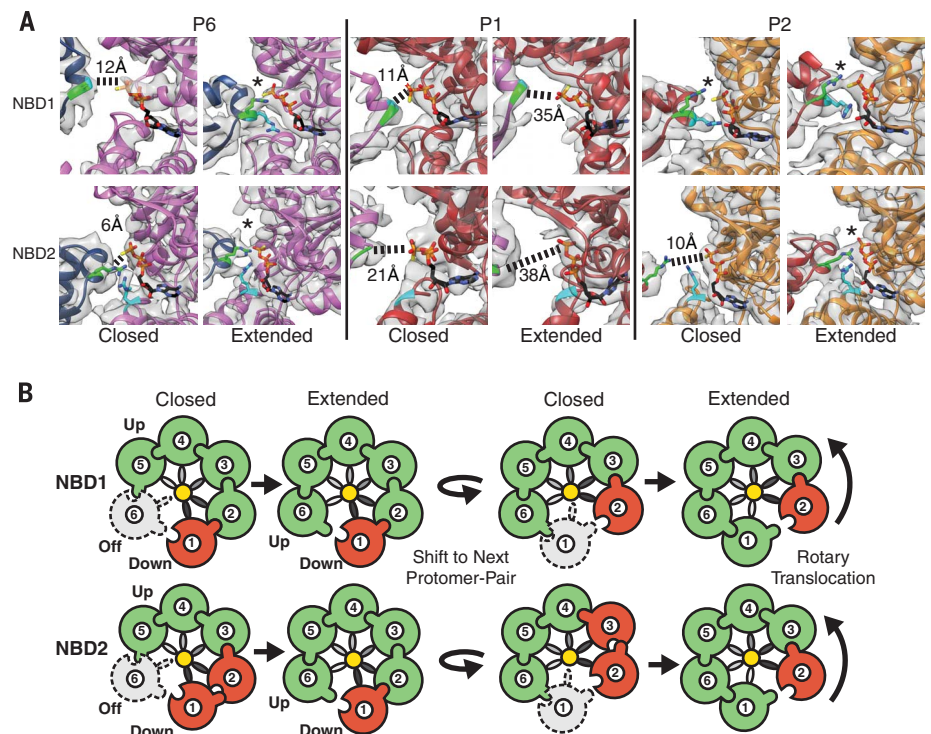 A
P6
P1
P2
NBD1
12Å
*
11Å
35Å
*
*
NBD2
6Å
*
21Å
38Å
10Å
*
Closed
Extended
Closed
Extended
Closed
Extended
B
Closed
Extended
Closed
Extended
NBD1
Up
4
5
3
6
2
1
Off
Down
4
5
3
6
2
1
Up
Down
Shift to Next
Protomer-Pair
4
5
3
6
2
1
4
5
3
6
2
1
Rotary
Translocation
NBD2
Up
4
5
3
6
2
1
Off
Down
4
5
3
6
2
1
Up
Down
4
5
3
6
2
1
4
5
3
6
2
1